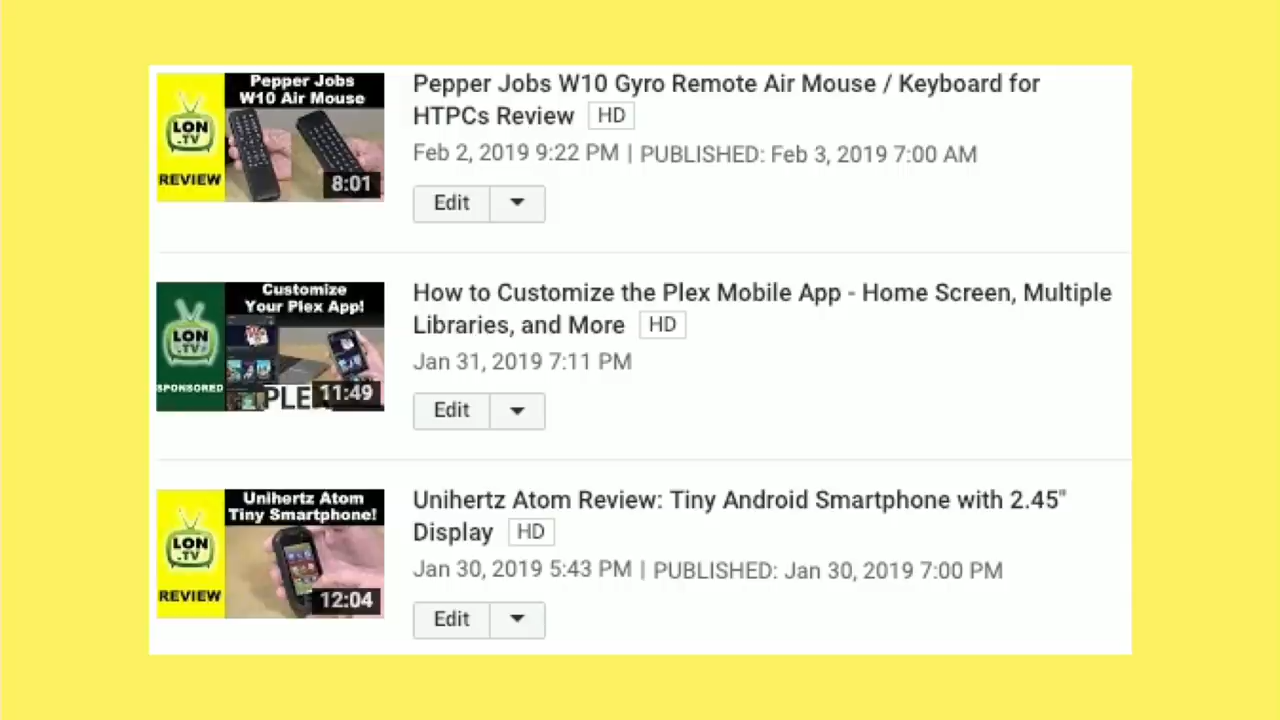 Pepper Jobs
W10 Air Mouse
LON
.TV
REVIEW
8:01
Pepper Jobs W10 Gyro Remote Air Mouse / Keyboard for
HTPCs Review HD
Feb 2, 2019 9:22 PM | PUBLISHED: Feb 3, 2019 7:00 AM
Edit
Customize
Your Plex App!
LON
.TV
SPONSORED
PLE
11:49
How to Customize the Plex Mobile App - Home Screen, Multiple
Libraries, and More HD
Jan 31, 2019 7:11 PM
Edit
Unihertz Atom
Tiny Smartphone!
LON
.TV
REVIEW
12:04
Unihertz Atom Review: Tiny Android Smartphone with 2.45"
Display HD
Jan 30, 2019 5:43 PM | PUBLISHED: Jan 30, 2019 7:00 PM
Edit